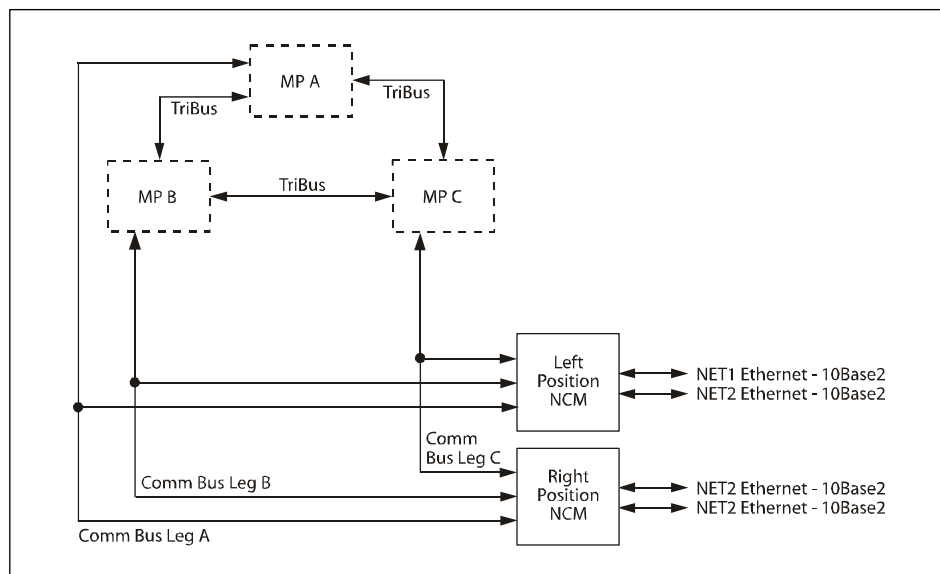 MP A
TriBus
TriBus
MP B
TriBus
MP C
Left
Position
NCM
NET1 Ethernet - 10Base2
NET2 Ethernet - 10Base2
Comm
Bus Leg C
Right
Position
NCM
Comm Bus Leg B
NET2 Ethernet - 10Base2
NET2 Ethernet - 10Base2
Comm Bus Leg A